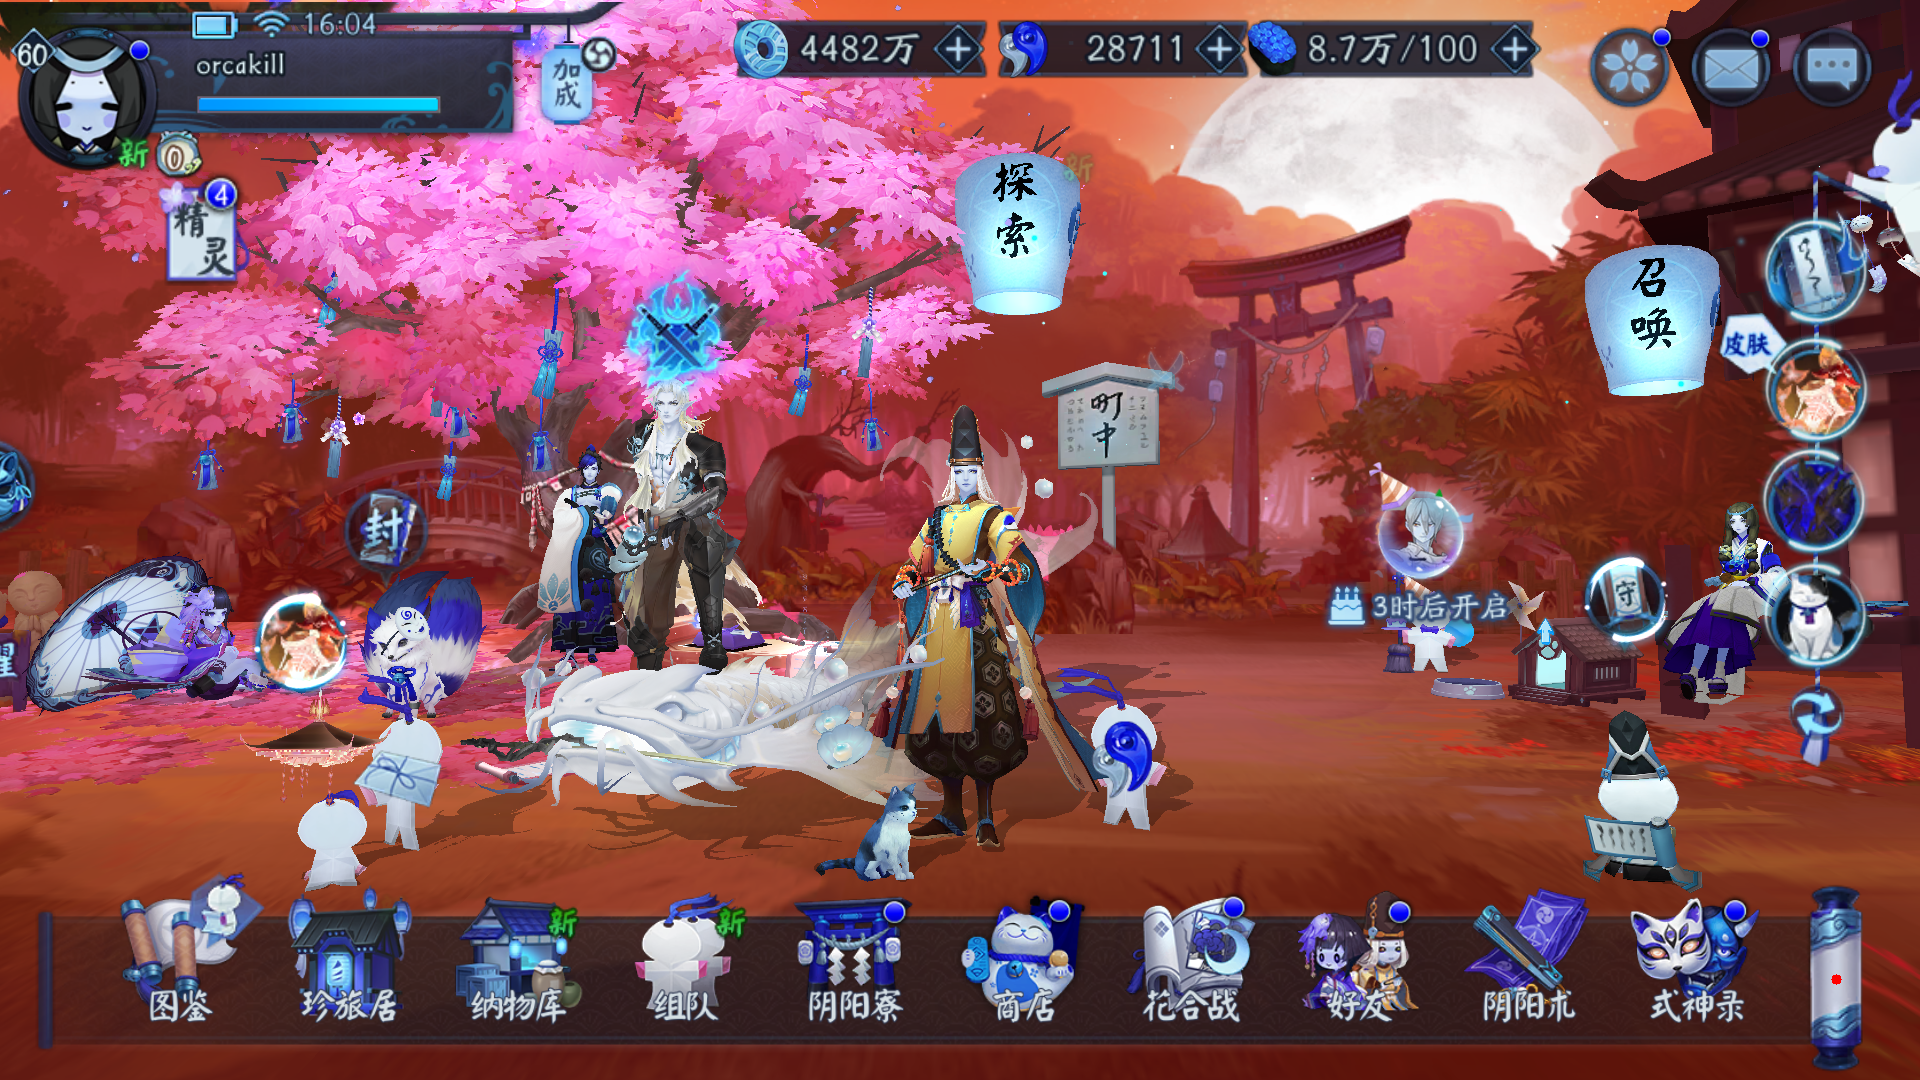 60
16:04
orcakill
加成
4482万
28711
8.7万/100
新
0
4
精灵
探索
新
召唤
皮肤
町中
封
3时后开启
守
图鉴
珍旅居
纳物库
新
组队
新
阴阳寮
商店
花合战
好友
阴阳术
式神录